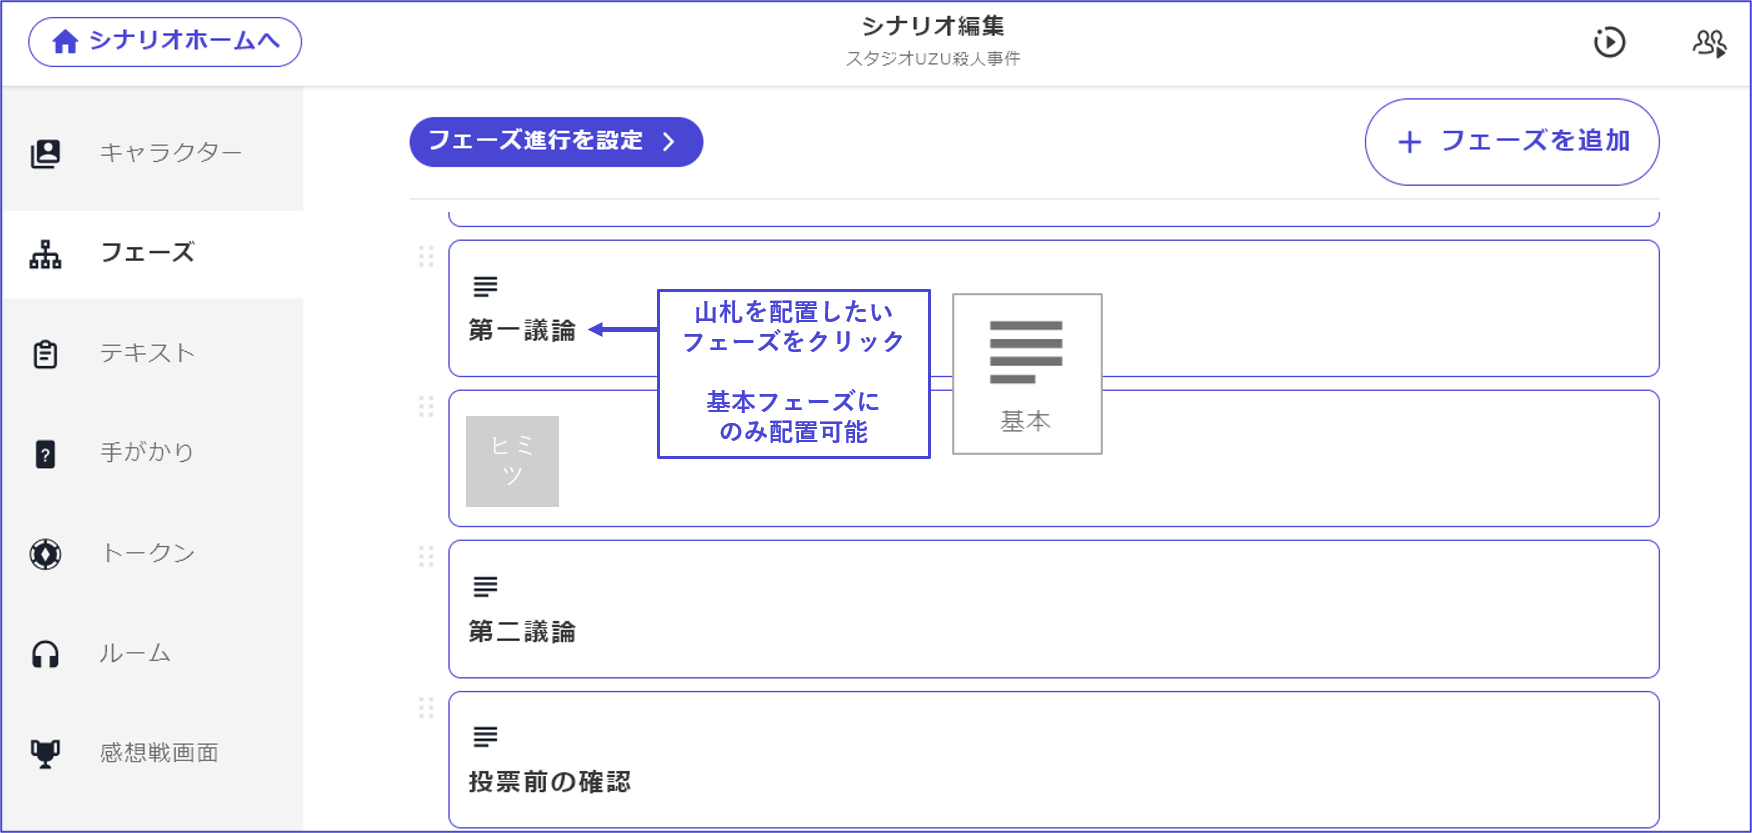 シナリオホームへ
シナリオ編集
スタジオUZU殺人事件
キャラクター
フェーズ
テキスト
手がかり
トークン
ルーム
感想戦画面
フェーズ進行を設定
＋ フェーズを追加
第一議論
山札を配置したい
フェーズをクリック
基本フェーズに
のみ配置可能
基本
ヒミ
ツ
第二議論
投票前の確認